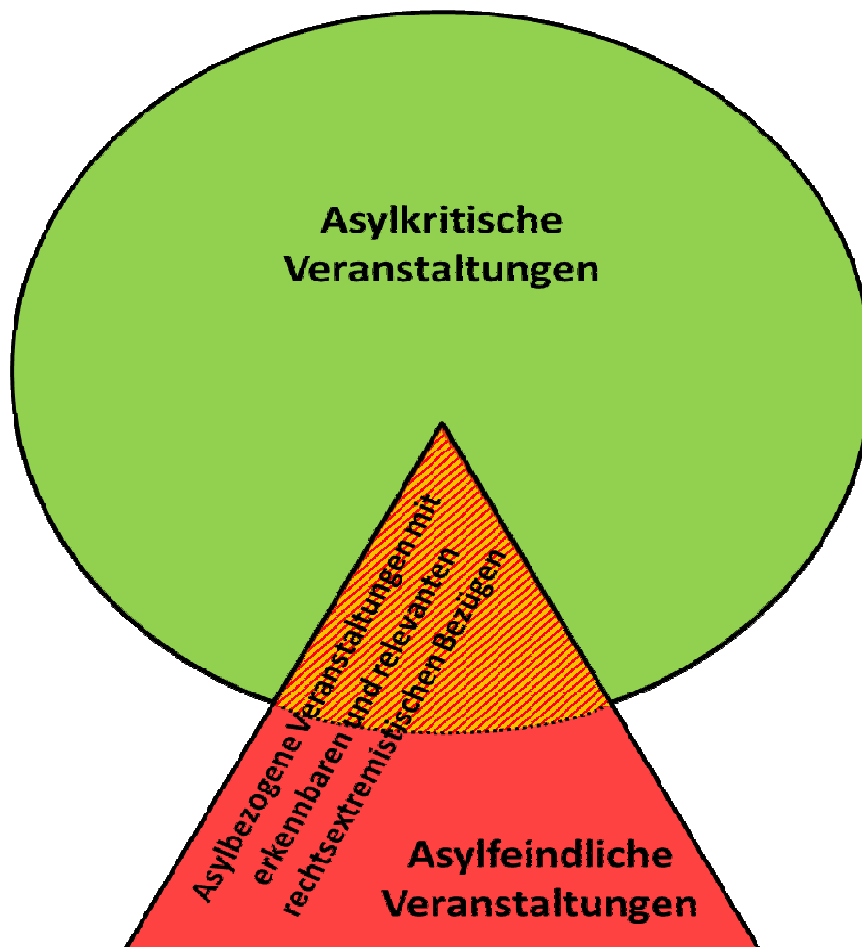 Asylkritische
Veranstaltungen
Asylbezogene Veranstaltungen mit
erkennbaren und relevanten
rechtsextremistischen Bezügen
Asylfeindliche
Veranstaltungen